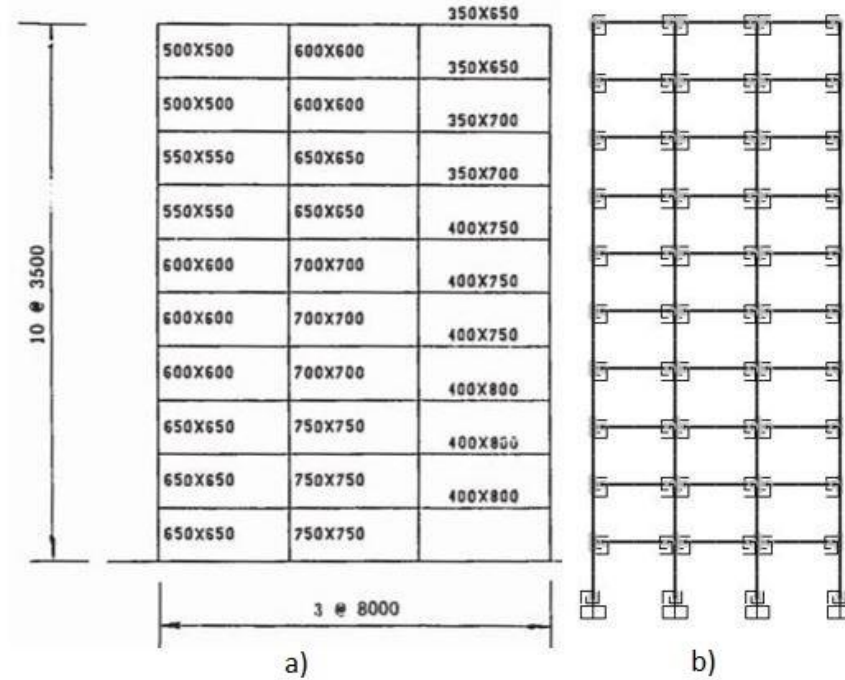 350X650
500X500 600X600 350X650
500X500 600X600 350X700
550X550 650X650 350X700
550X550 650X650 400X750
600X600 700X700 400X750
600X600 700X700 400X750
600X600 700X700 400X800
650X650 750X750 400X800
650X650 750X750 400X800
650X650 750X750
10 @ 3500
3 @ 8000
a) b)